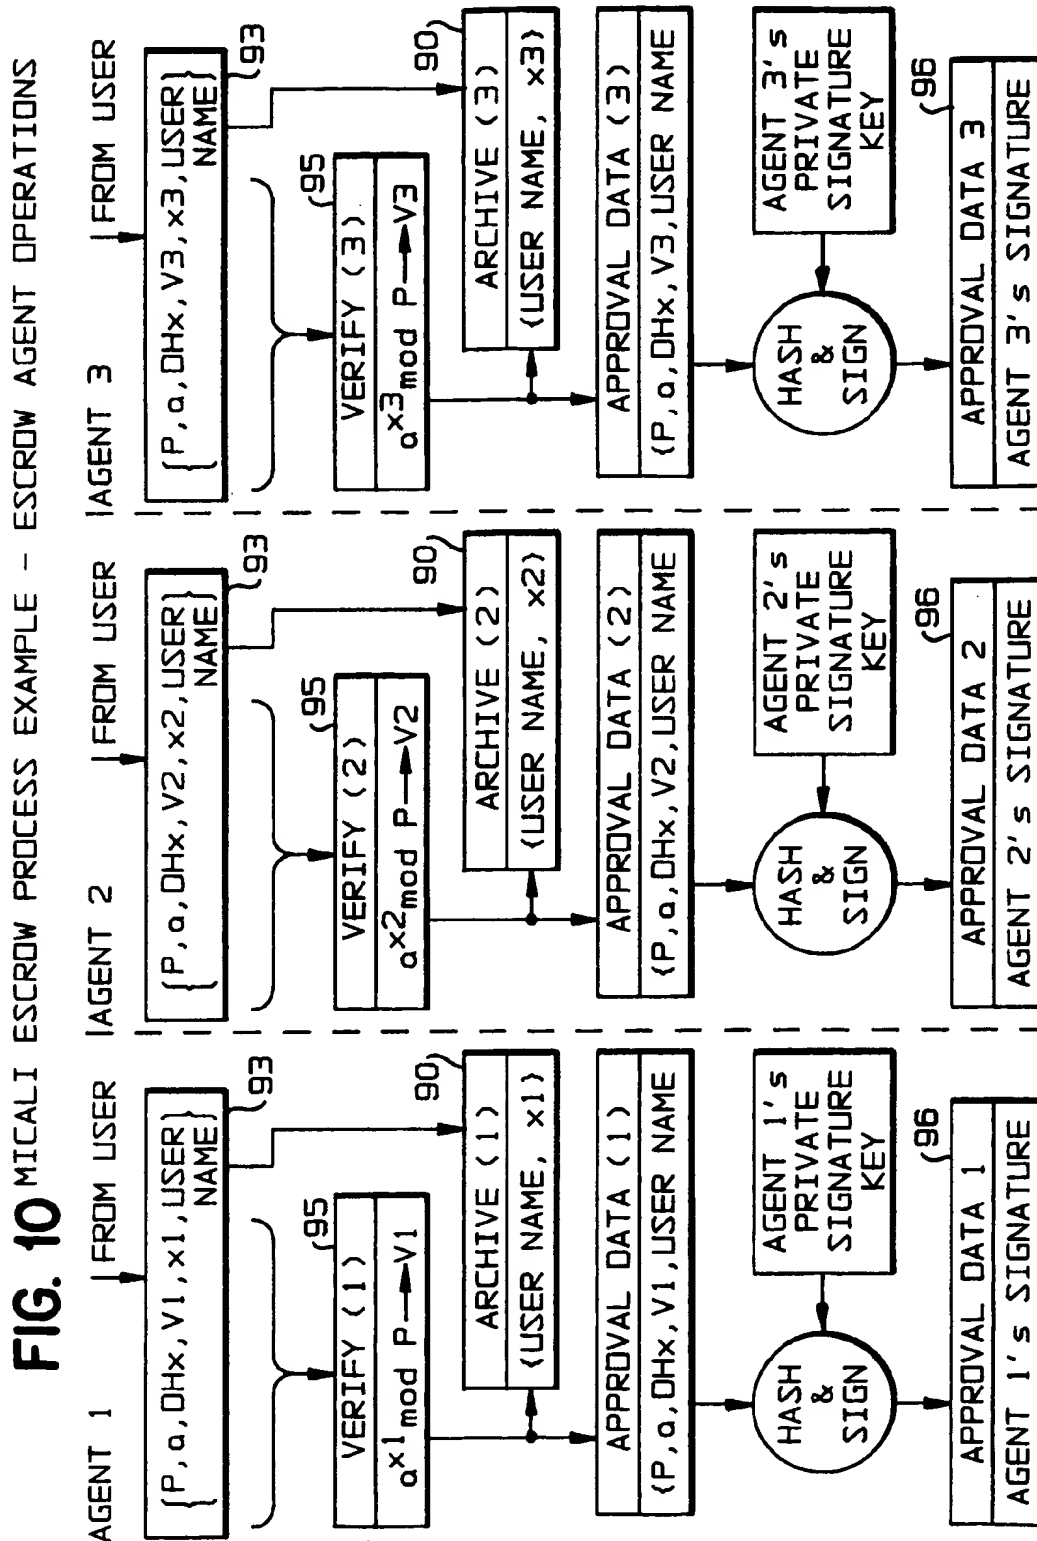 FIG. 10 MICALI ESCROW PROCESS EXAMPLE - ESCROW AGENT OPERATIONS
AGENT 1
FROM USER
{P,a,DHx,V1,x1,USER NAME}
93
VERIFY (1)
95
a^x1 mod P→V1
ARCHIVE (1)
90
(USER NAME, x1)
APPROVAL DATA (1)
(P,a,DHx,V1,USER NAME
HASH
&
SIGN
AGENT 1's
PRIVATE
SIGNATURE
KEY
96
APPROVAL DATA 1
AGENT 1's SIGNATURE
AGENT 2
FROM USER
{P,a,DHx,V2,x2,USER NAME}
93
VERIFY (2)
95
a^x2 mod P→V2
ARCHIVE (2)
90
(USER NAME, x2)
APPROVAL DATA (2)
(P,a,DHx,V2,USER NAME
HASH
&
SIGN
AGENT 2's
PRIVATE
SIGNATURE
KEY
96
APPROVAL DATA 2
AGENT 2's SIGNATURE
AGENT 3
FROM USER
{P,a,DHx,V3,x3,USER NAME}
93
VERIFY (3)
95
a^x3 mod P→V3
ARCHIVE (3)
90
(USER NAME, x3)
APPROVAL DATA (3)
(P,a,DHx,V3,USER NAME
HASH
&
SIGN
AGENT 3's
PRIVATE
SIGNATURE
KEY
96
APPROVAL DATA 3
AGENT 3's SIGNATURE